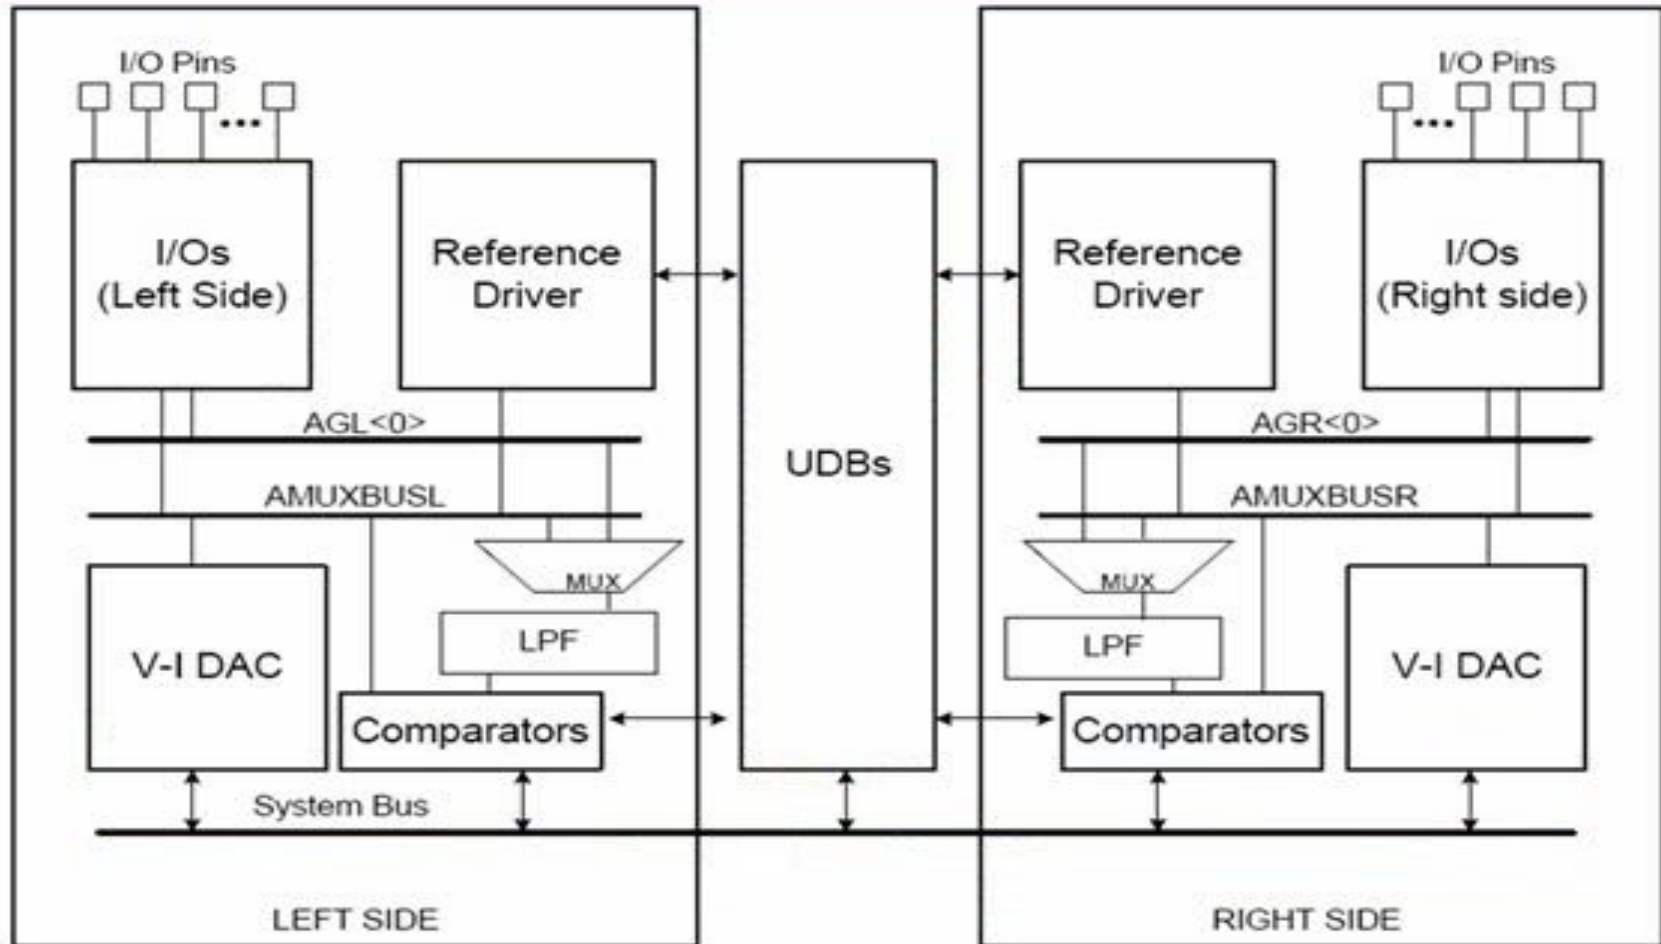 I/O Pins
I/O Pins
I/Os
(Left Side)
Reference
Driver
Reference
Driver
I/Os
(Right side)
AGL<0>
AGR<0>
UDBs
AMUXBUSL
AMUXBUSR
MUX
MUX
LPF
LPF
V-I DAC
V-I DAC
Comparators
Comparators
System Bus
LEFT SIDE
RIGHT SIDE